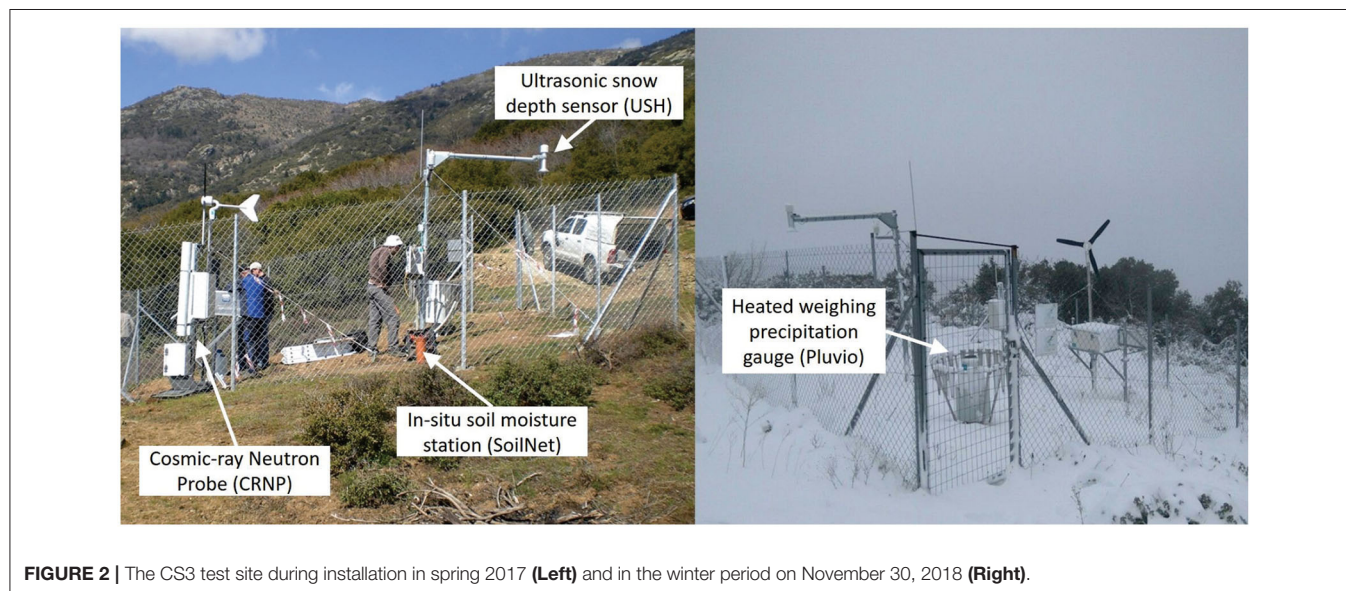 Ultrasonic snow
depth sensor (USH)
In-situ soil moisture
station (SoilNet)
Cosmic-ray Neutron
Probe (CRNP)
Heated weighing
precipitation
gauge (Pluvio)
FIGURE 2 | The CS3 test site during installation in spring 2017 (Left) and in the winter period on November 30, 2018 (Right).